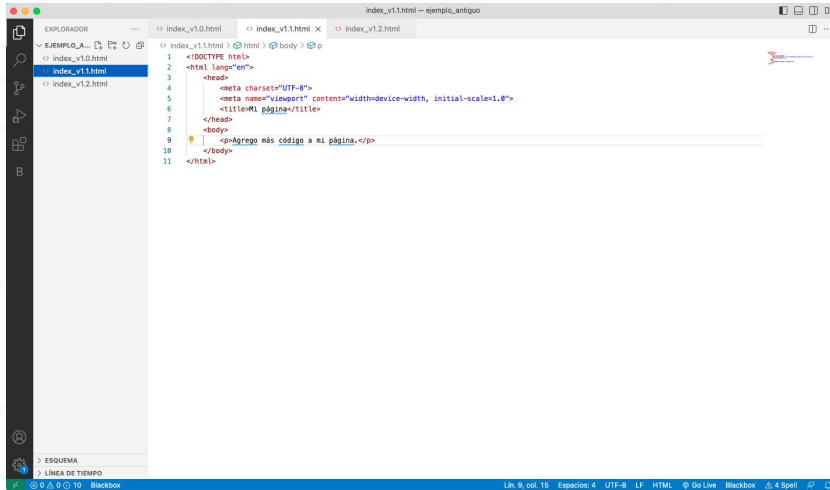 index_v1.1.html — ejemplo_antiguo
EXPLORADOR
index_v1.0.html
index_v1.1.html
index_v1.2.html
EJEMPLO_A...
index_v1.0.html
index_v1.1.html
index_v1.2.html
index_v1.1.html > html > body > p
1 <!DOCTYPE html>
2 <html lang="en">
3 <head>
4 <meta charset="UTF-8">
5 <meta name="viewport" content="width=device-width, initial-scale=1.0">
6 <title>Mi página</title>
7 </head>
8 <body>
9 <p>Agrego más código a mi página.</p>
10 </body>
11 </html>
B
ESQUEMA
LÍNEA DE TIEMPO
1
0 0 0 10 Blackbox
Lín. 9, col. 15 Espacios: 4 UTF-8 LF HTML Go Live Blackbox 4 Spell